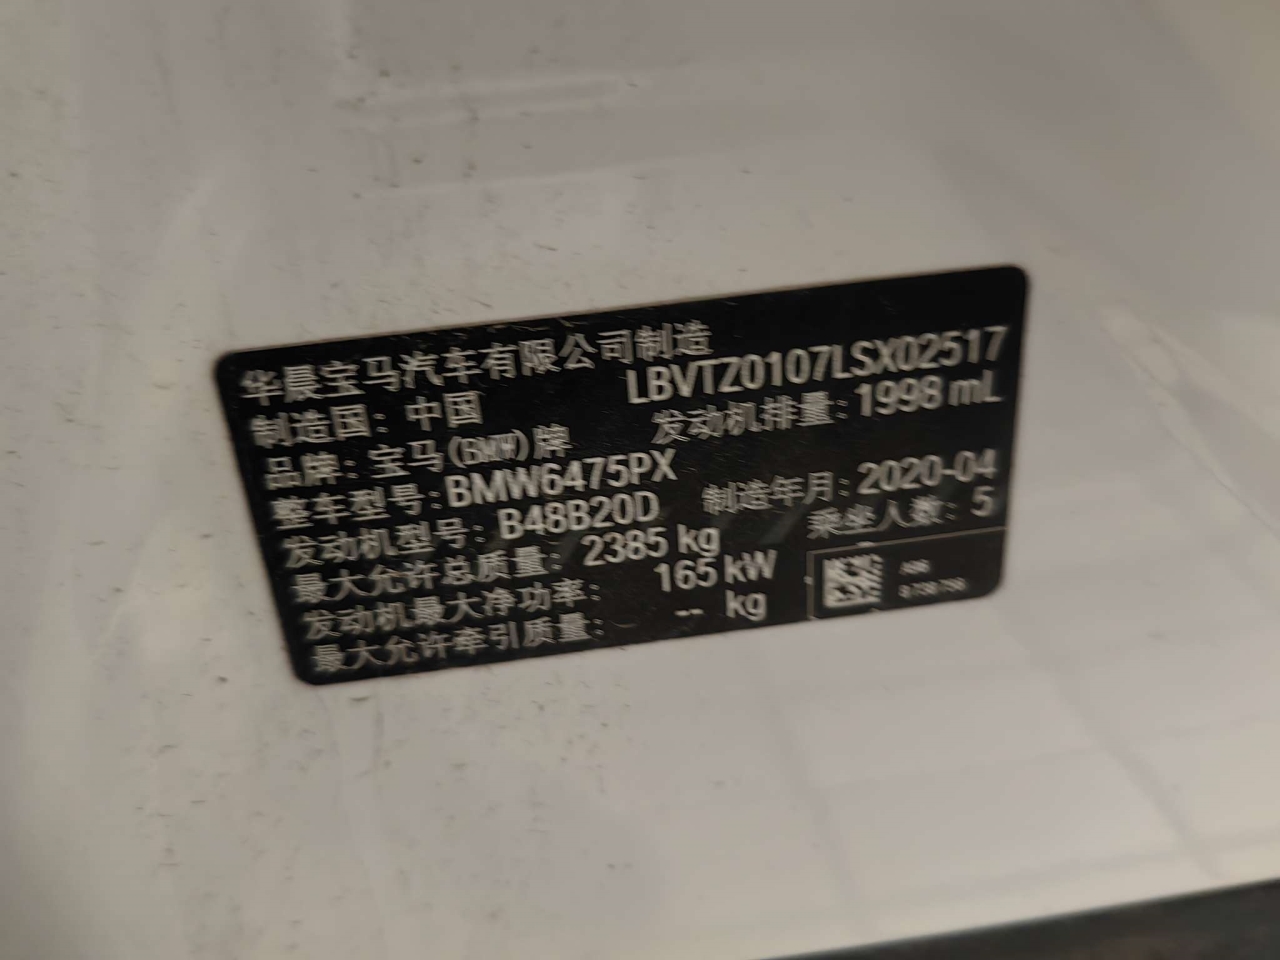 华晨宝马汽车有限公司制造
LBVTZ0107LSX02517
制造国：中国
发动机排量：1998 mL
品牌：宝马(BMW)牌
整车型号：BMW6475PX
制造年月：2020-04
发动机型号：B48B20D
乘坐人数：5
最大允许总质量：2385 kg
发动机最大净功率：165 kW
最大允许牵引质量：-- kg